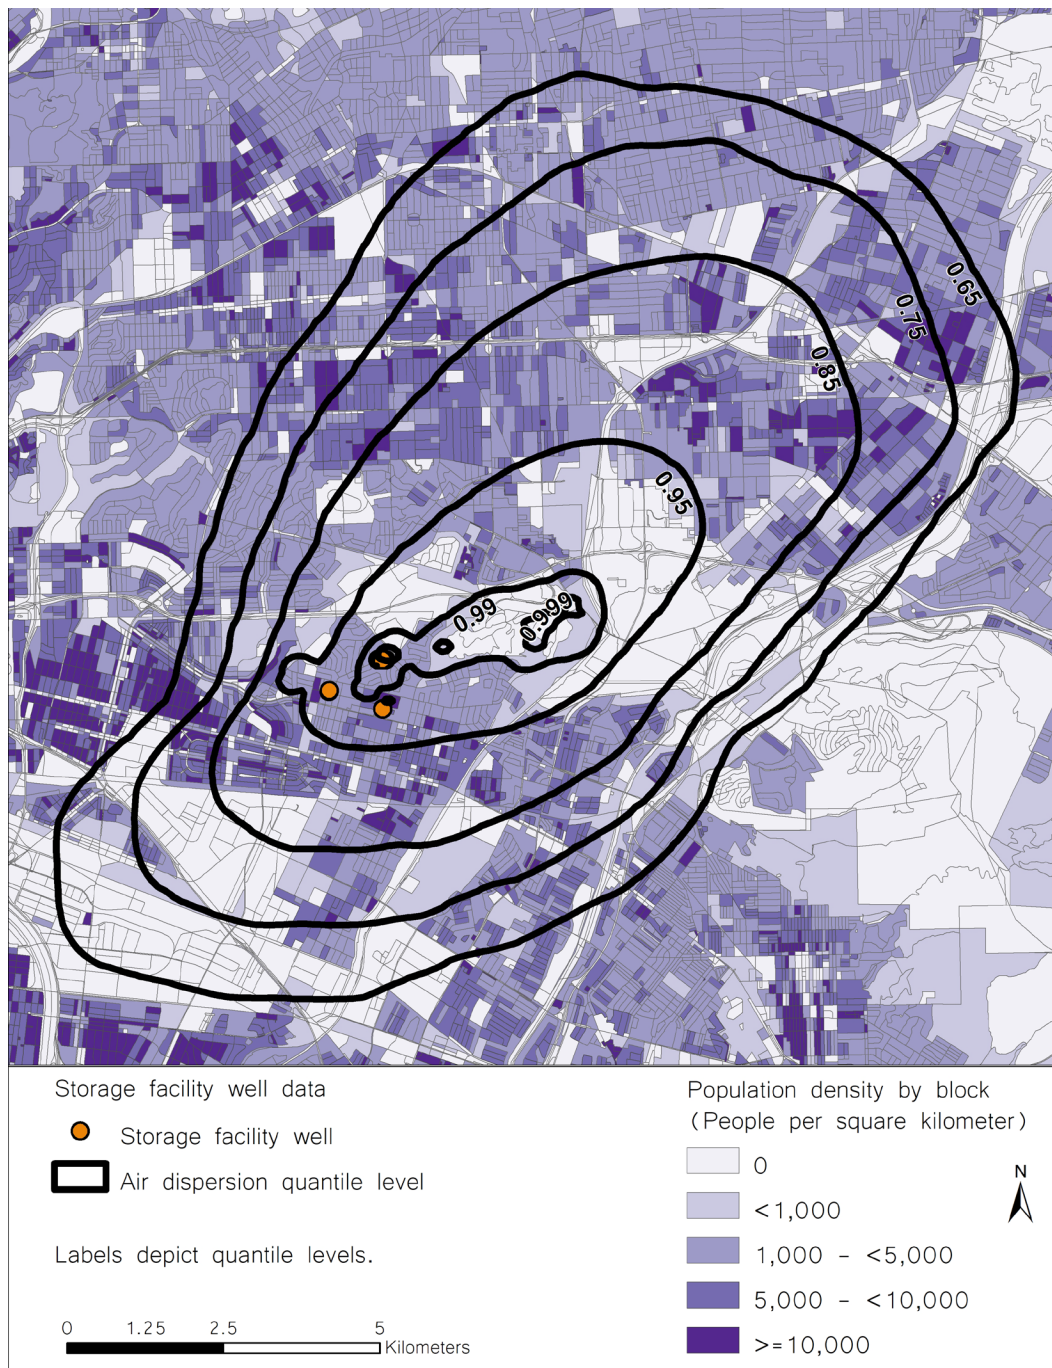 0.65
0.75
0.85
0.95
0.99
0.999
Storage facility well data
Storage facility well
Air dispersion quantile level
Labels depict quantile levels.
0 1.25 2.5 5
Kilometers
Population density by block
(People per square kilometer)
0
<1,000
1,000 - <5,000
5,000 - <10,000
>=10,000
N